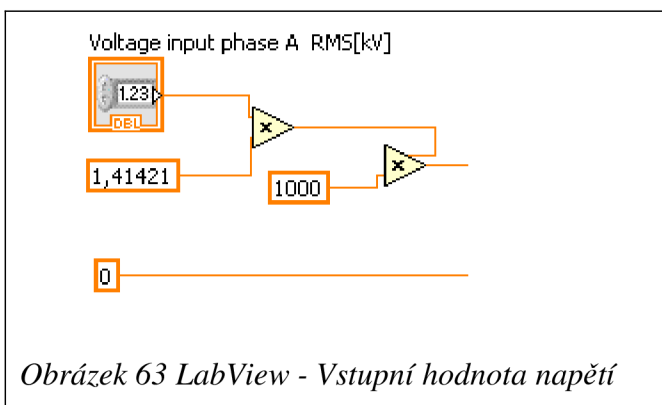 Voltage input phase A RMS[kV]
1.23
DBL
1,41421
1000
0
Obrázek 63 LabView - Vstupní hodnota napětí